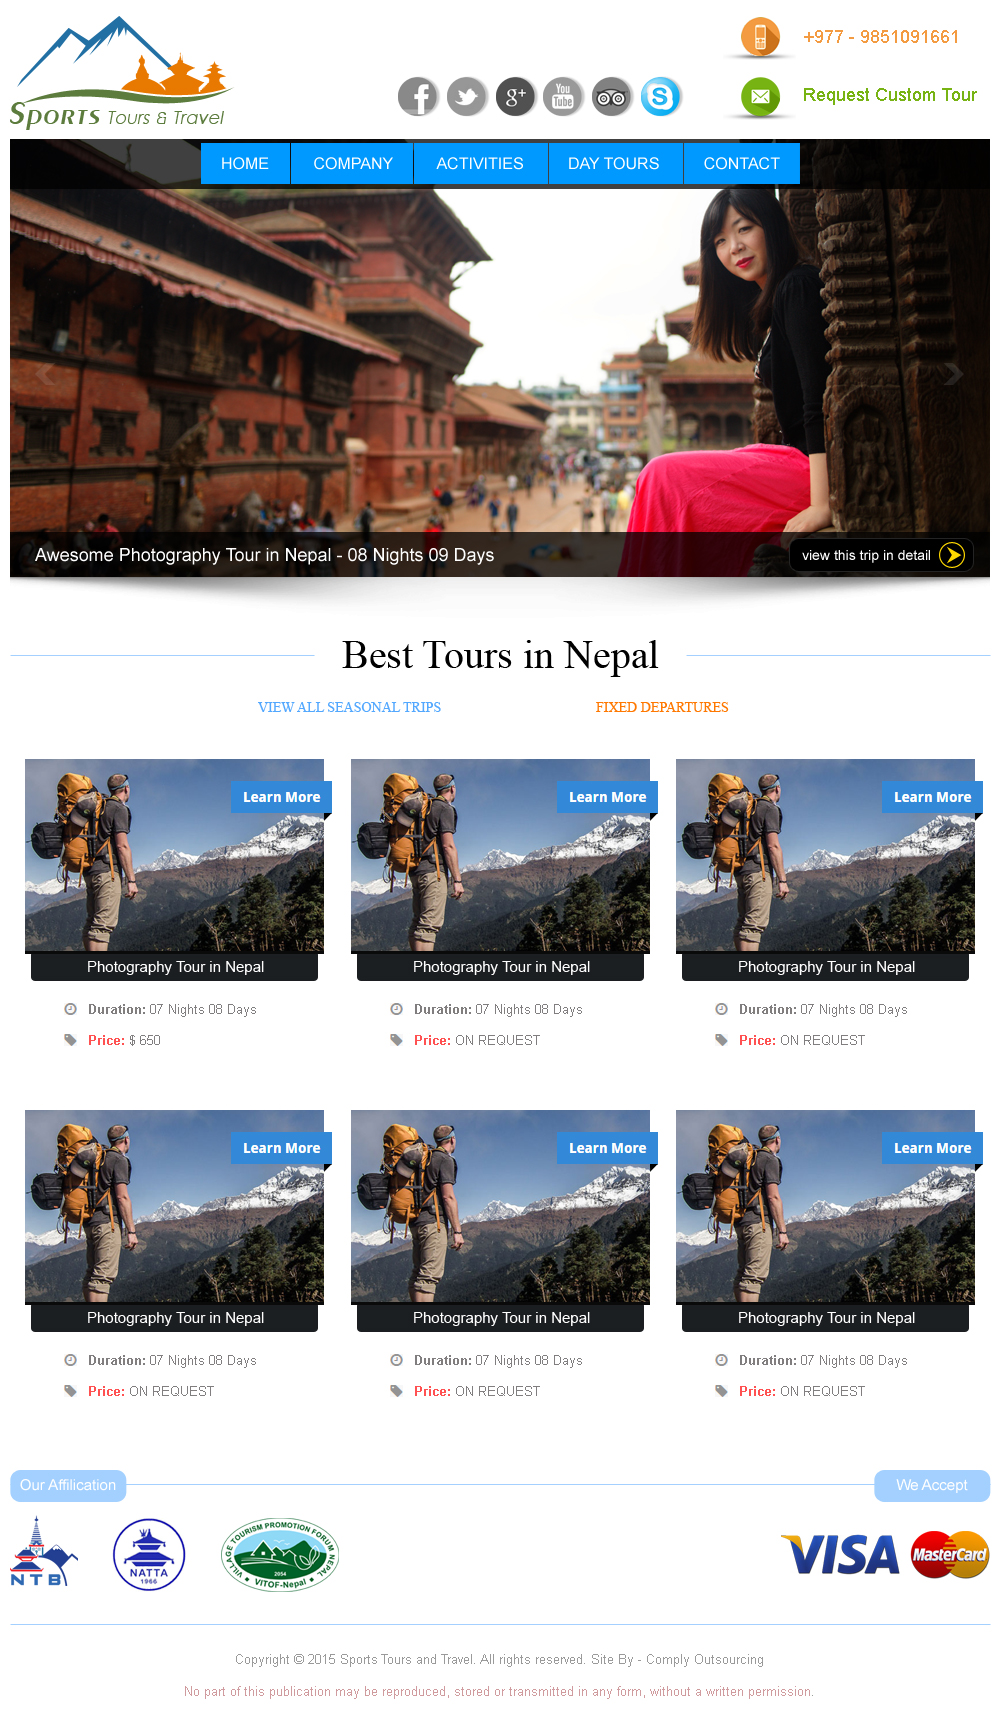 SPORTS Tours & Travel
g+
You
Tube
S
+977 - 9851091661
Request Custom Tour
HOME
COMPANY
ACTIVITIES
DAY TOURS
CONTACT
Awesome Photography Tour in Nepal - 08 Nights 09 Days
view this trip in detail
Best Tours in Nepal
VIEW ALL SEASONAL TRIPS
FIXED DEPARTURES
Learn More
Learn More
Learn More
Photography Tour in Nepal
Photography Tour in Nepal
Photography Tour in Nepal
Duration: 07 Nights 08 Days
Duration: 07 Nights 08 Days
Duration: 07 Nights 08 Days
Price: $ 650
Price: ON REQUEST
Price: ON REQUEST
Learn More
Learn More
Learn More
Photography Tour in Nepal
Photography Tour in Nepal
Photography Tour in Nepal
Duration: 07 Nights 08 Days
Duration: 07 Nights 08 Days
Duration: 07 Nights 08 Days
Price: ON REQUEST
Price: ON REQUEST
Price: ON REQUEST
Our Affilication
We Accept
NTB
NATTA
1966
VILLAGE TOURISM PROMOTION FORUM NEPAL
2054
VITOF-Nepal
VISA
MasterCard
Copyright © 2015 Sports Tours and Travel. All rights reserved. Site By - Comply Outsourcing
No part of this publication may be reproduced, stored or transmitted in any form, without a written permission.